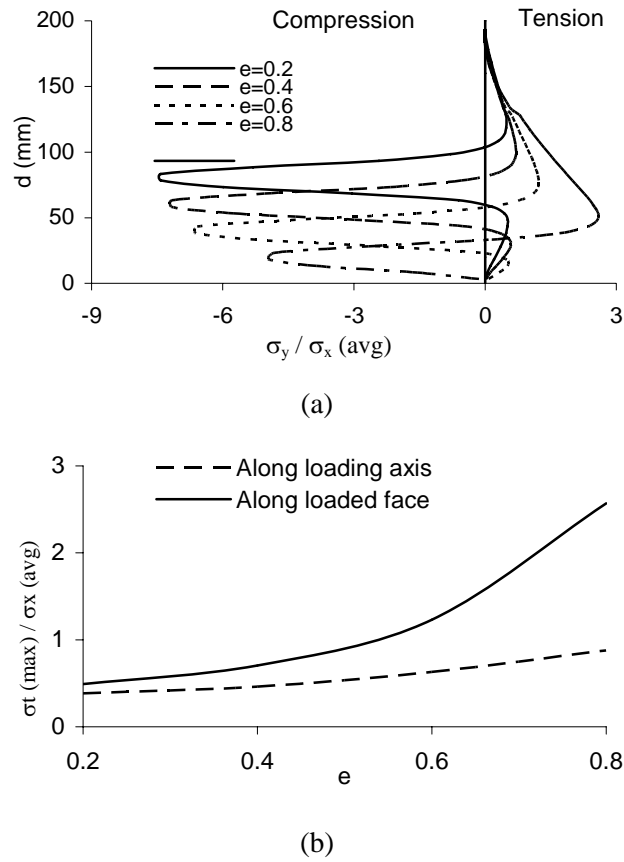 Compression
Tension
200
150
100
50
0
d (mm)
e=0.2
e=0.4
e=0.6
e=0.8
-9 -6 -3 0 3
σy / σx (avg)
(a)
3
2
1
0
σt (max) / σx (avg)
Along loading axis
Along loaded face
0.2 0.4 0.6 0.8
e
(b)